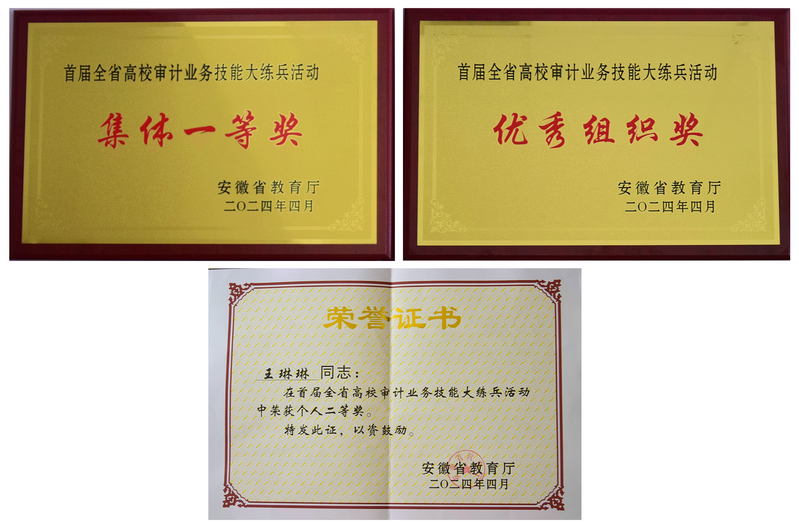 首届全省高校审计业务技能大练兵活动
集体一等奖
安徽省教育厅
二〇二四年四月
首届全省高校审计业务技能大练兵活动
优秀组织奖
安徽省教育厅
二〇二四年四月
荣誉证书
王琳琳 同志：
在首届全省高校审计业务技能大练兵活动
中荣获个人二等奖。
特发此证，以资鼓励。
安徽省教育厅
二〇二四年四月